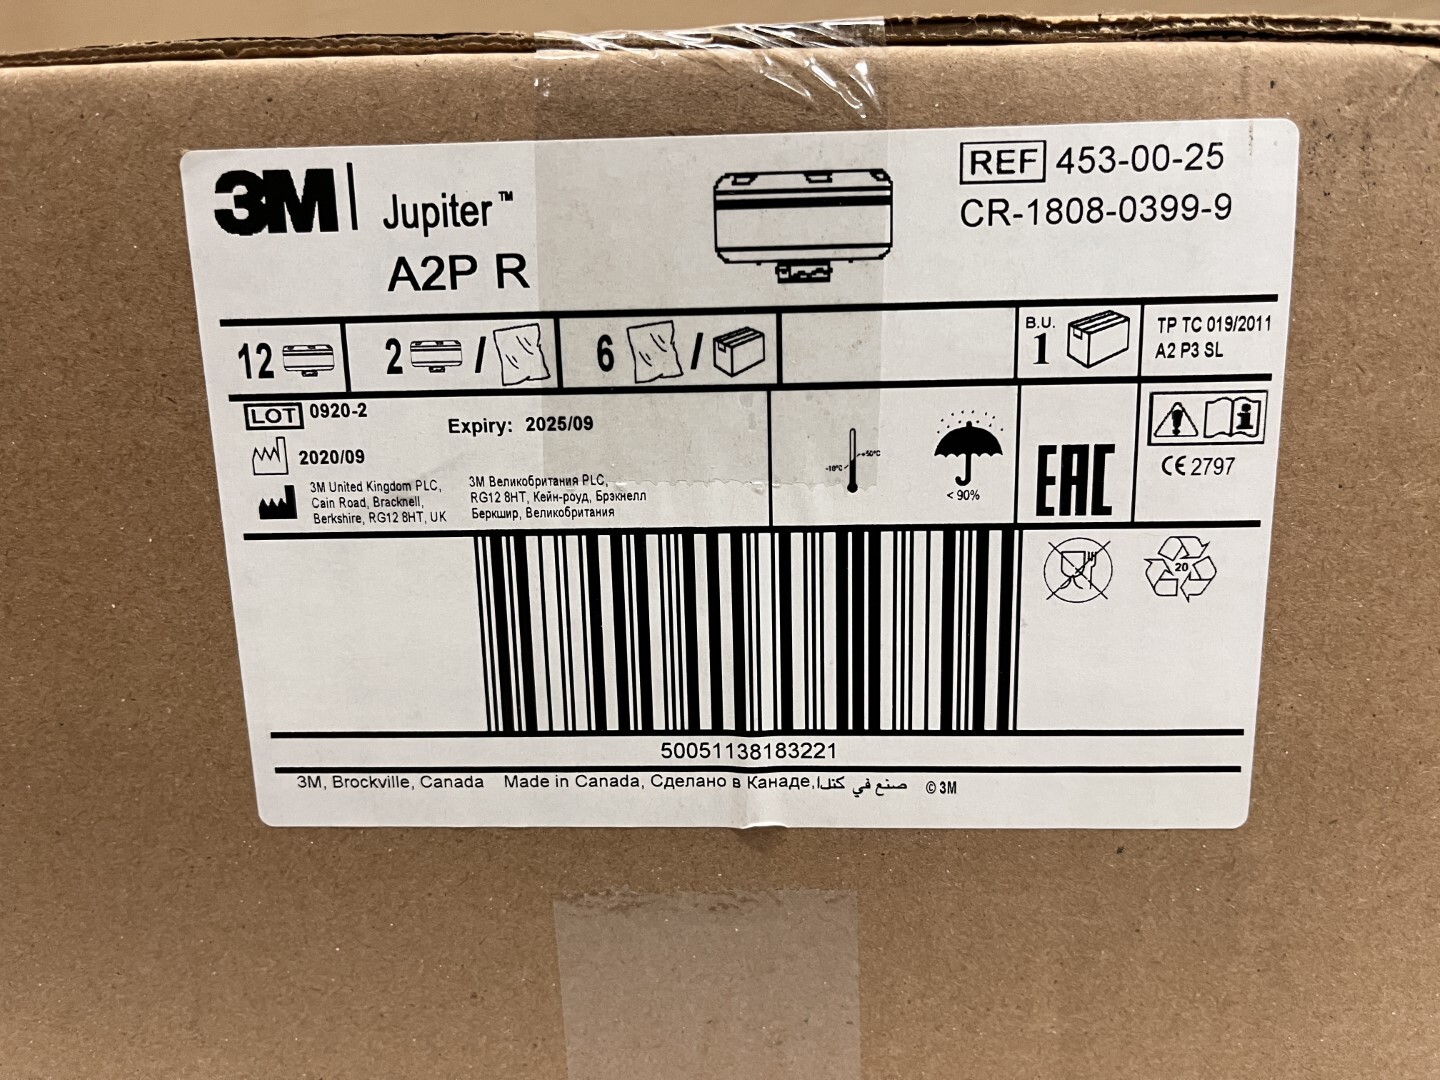 3M Jupiter™
A2P R
REF 453-00-25
CR-1808-0399-9
12 2 / 6 /
B.U.
1
TP TC 019/2011
A2 P3 SL
LOT 0920-2
Expiry: 2025/09
2020/09
3M United Kingdom PLC,
Cain Road, Bracknell,
Berkshire, RG12 8HT, UK
3M Великобритания PLC,
RG12 8HT, Кейн-роуд, Брэкнелл
Беркшир, Великобритания
-10°C +50°C
< 90%
EAC
CE 2797
20
50051138183221
3M, Brockville, Canada Made in Canada, Сделано в Канаде, صنع في كندا © 3M